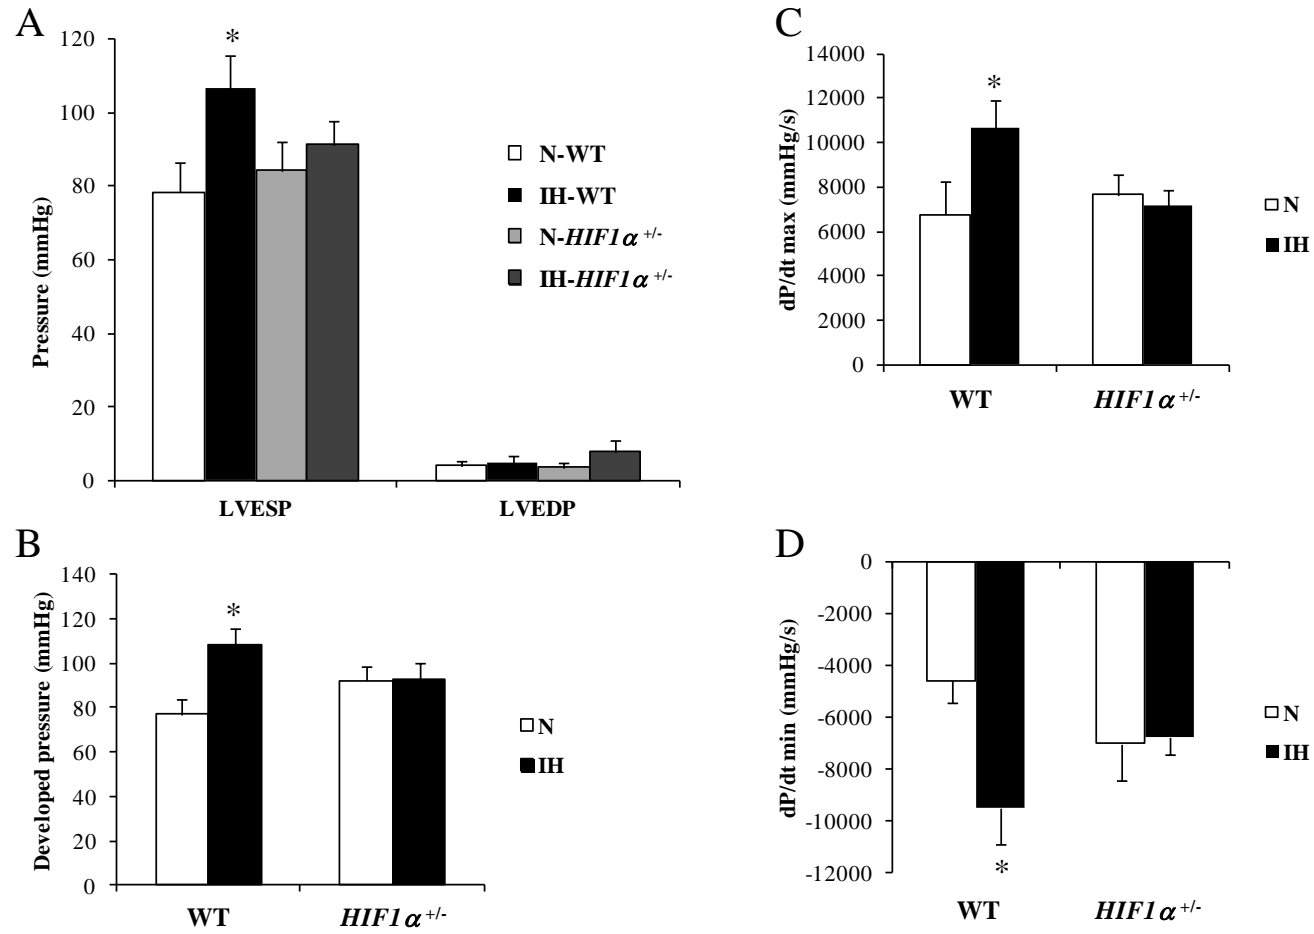 A
120
100
80
60
40
20
0
Pressure (mmHg)
*
N-WT
IH-WT
N-HIF1α +/-
IH-HIF1α +/-
LVESP LVEDP
B
140
120
100
80
60
40
20
0
Developed pressure (mmHg)
*
N
IH
WT HIF1α +/-
C
14000
12000
10000
8000
6000
4000
2000
0
dP/dt max (mmHg/s)
*
N
IH
WT HIF1α +/-
D
0
-2000
-4000
-6000
-8000
-10000
-12000
dP/dt min (mmHg/s)
*
N
IH
WT HIF1α +/-